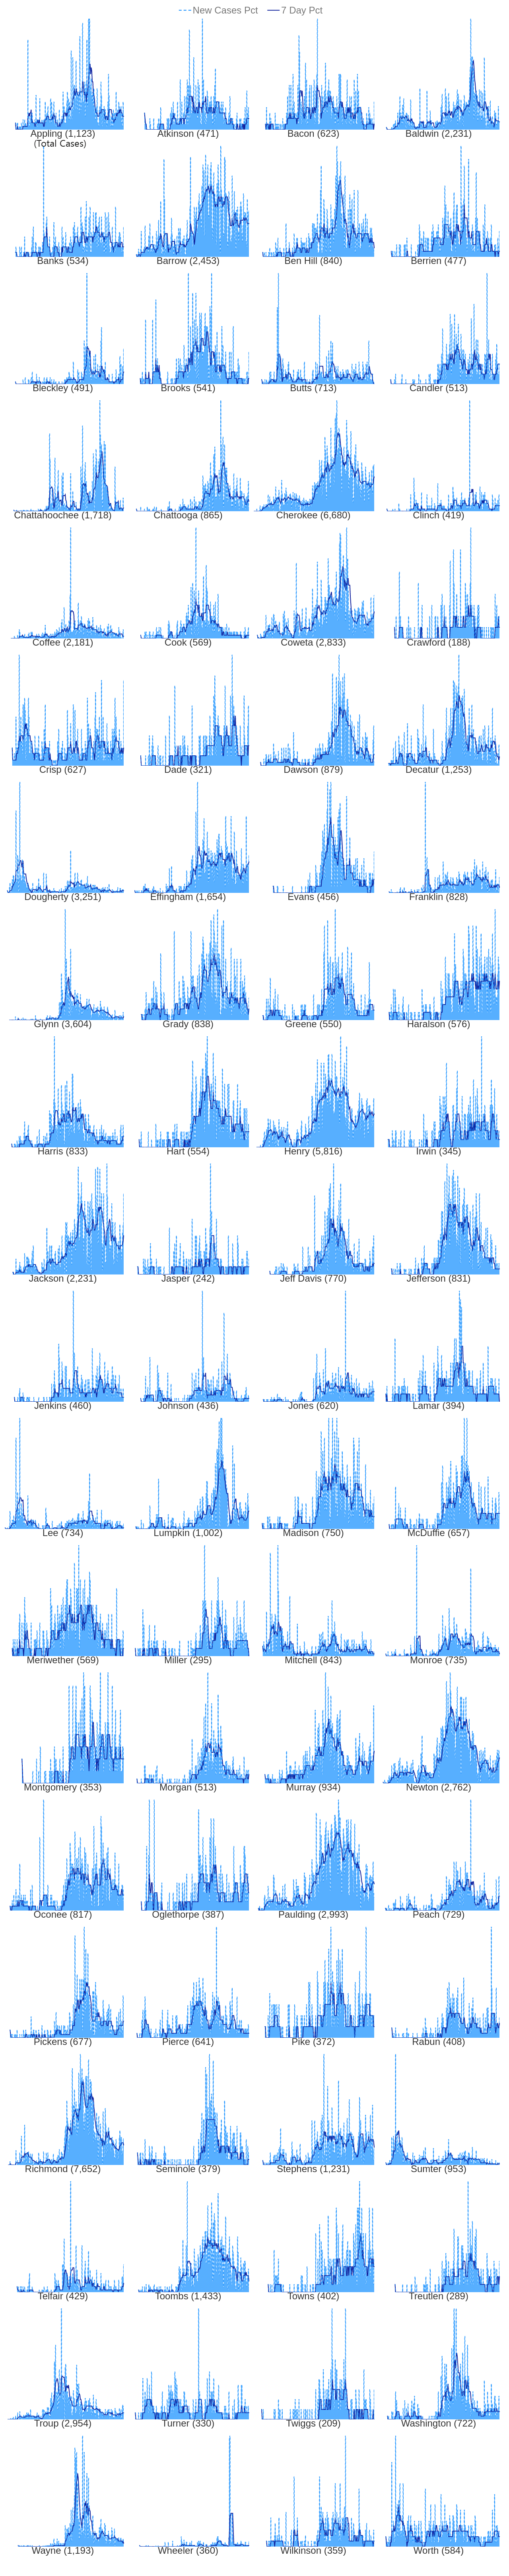 New Cases Pct 7 Day Pct
Appling (1,123) Atkinson (471) Bacon (623) Baldwin (2,231)
(Total Cases)
Banks (534) Barrow (2,453) Ben Hill (840) Berrien (477)
Bleckley (491) Brooks (541) Butts (713) Candler (513)
Chattahoochee (1,718) Chattooga (865) Cherokee (6,680) Clinch (419)
Coffee (2,181) Cook (569) Coweta (2,833) Crawford (188)
Crisp (627) Dade (321) Dawson (879) Decatur (1,253)
Dougherty (3,251) Effingham (1,654) Evans (456) Franklin (828)
Glynn (3,604) Grady (838) Greene (550) Haralson (576)
Harris (833) Hart (554) Henry (5,816) Irwin (345)
Jackson (2,231) Jasper (242) Jeff Davis (770) Jefferson (831)
Jenkins (460) Johnson (436) Jones (620) Lamar (394)
Lee (734) Lumpkin (1,002) Madison (750) McDuffie (657)
Meriwether (569) Miller (295) Mitchell (843) Monroe (735)
Montgomery (353) Morgan (513) Murray (934) Newton (2,762)
Oconee (817) Oglethorpe (387) Paulding (2,993) Peach (729)
Pickens (677) Pierce (641) Pike (372) Rabun (408)
Richmond (7,652) Seminole (379) Stephens (1,231) Sumter (953)
Telfair (429) Toombs (1,433) Towns (402) Treutlen (289)
Troup (2,954) Turner (330) Twiggs (209) Washington (722)
Wayne (1,193) Wheeler (360) Wilkinson (359) Worth (584)